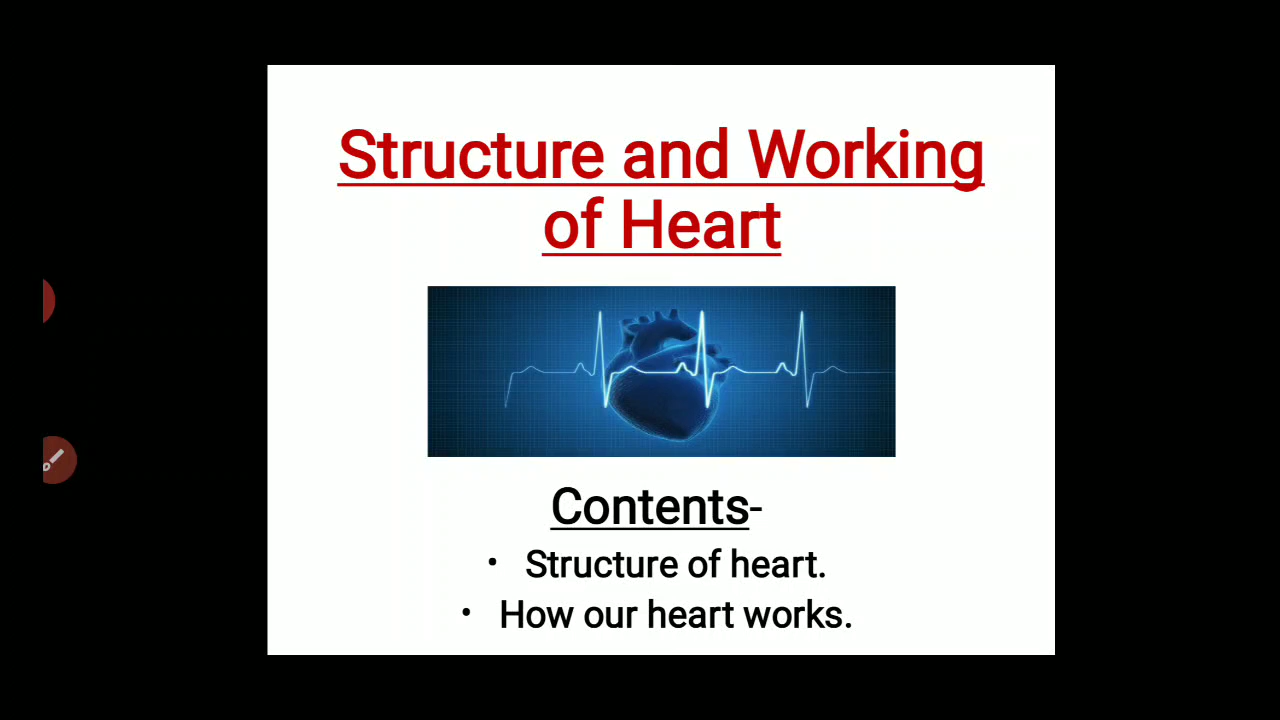 Structure and Working
of Heart
Contents-
• Structure of heart.
• How our heart works.